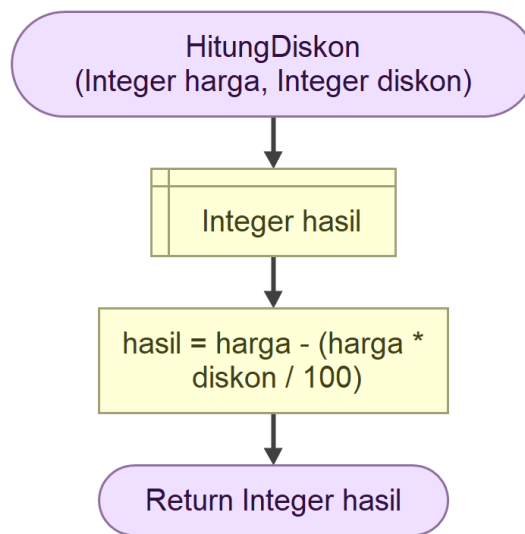 HitungDiskon
(Integer harga, Integer diskon)
Integer hasil
hasil = harga - (harga *
diskon / 100)
Return Integer hasil